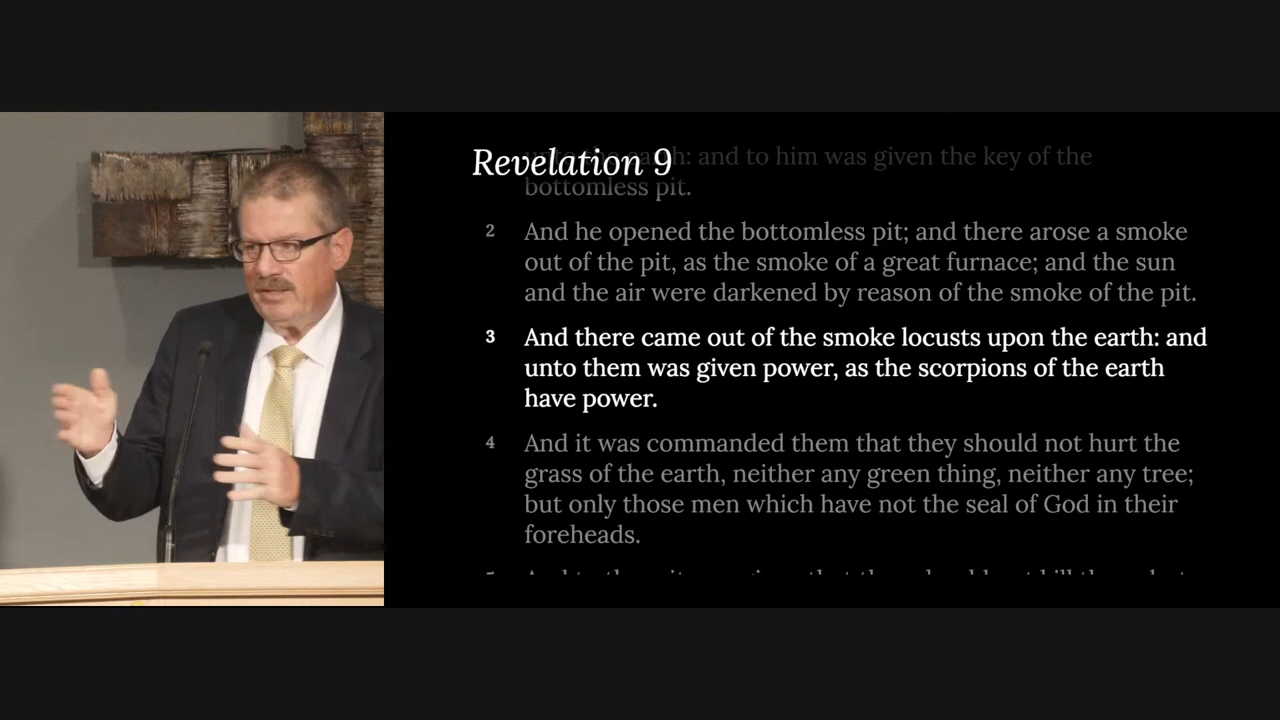 Revelation 9
h: and to him was given the key of the
bottomless pit.
2 And he opened the bottomless pit; and there arose a smoke
out of the pit, as the smoke of a great furnace; and the sun
and the air were darkened by reason of the smoke of the pit.
3 And there came out of the smoke locusts upon the earth: and
unto them was given power, as the scorpions of the earth
have power.
4 And it was commanded them that they should not hurt the
grass of the earth, neither any green thing, neither any tree;
but only those men which have not the seal of God in their
foreheads.